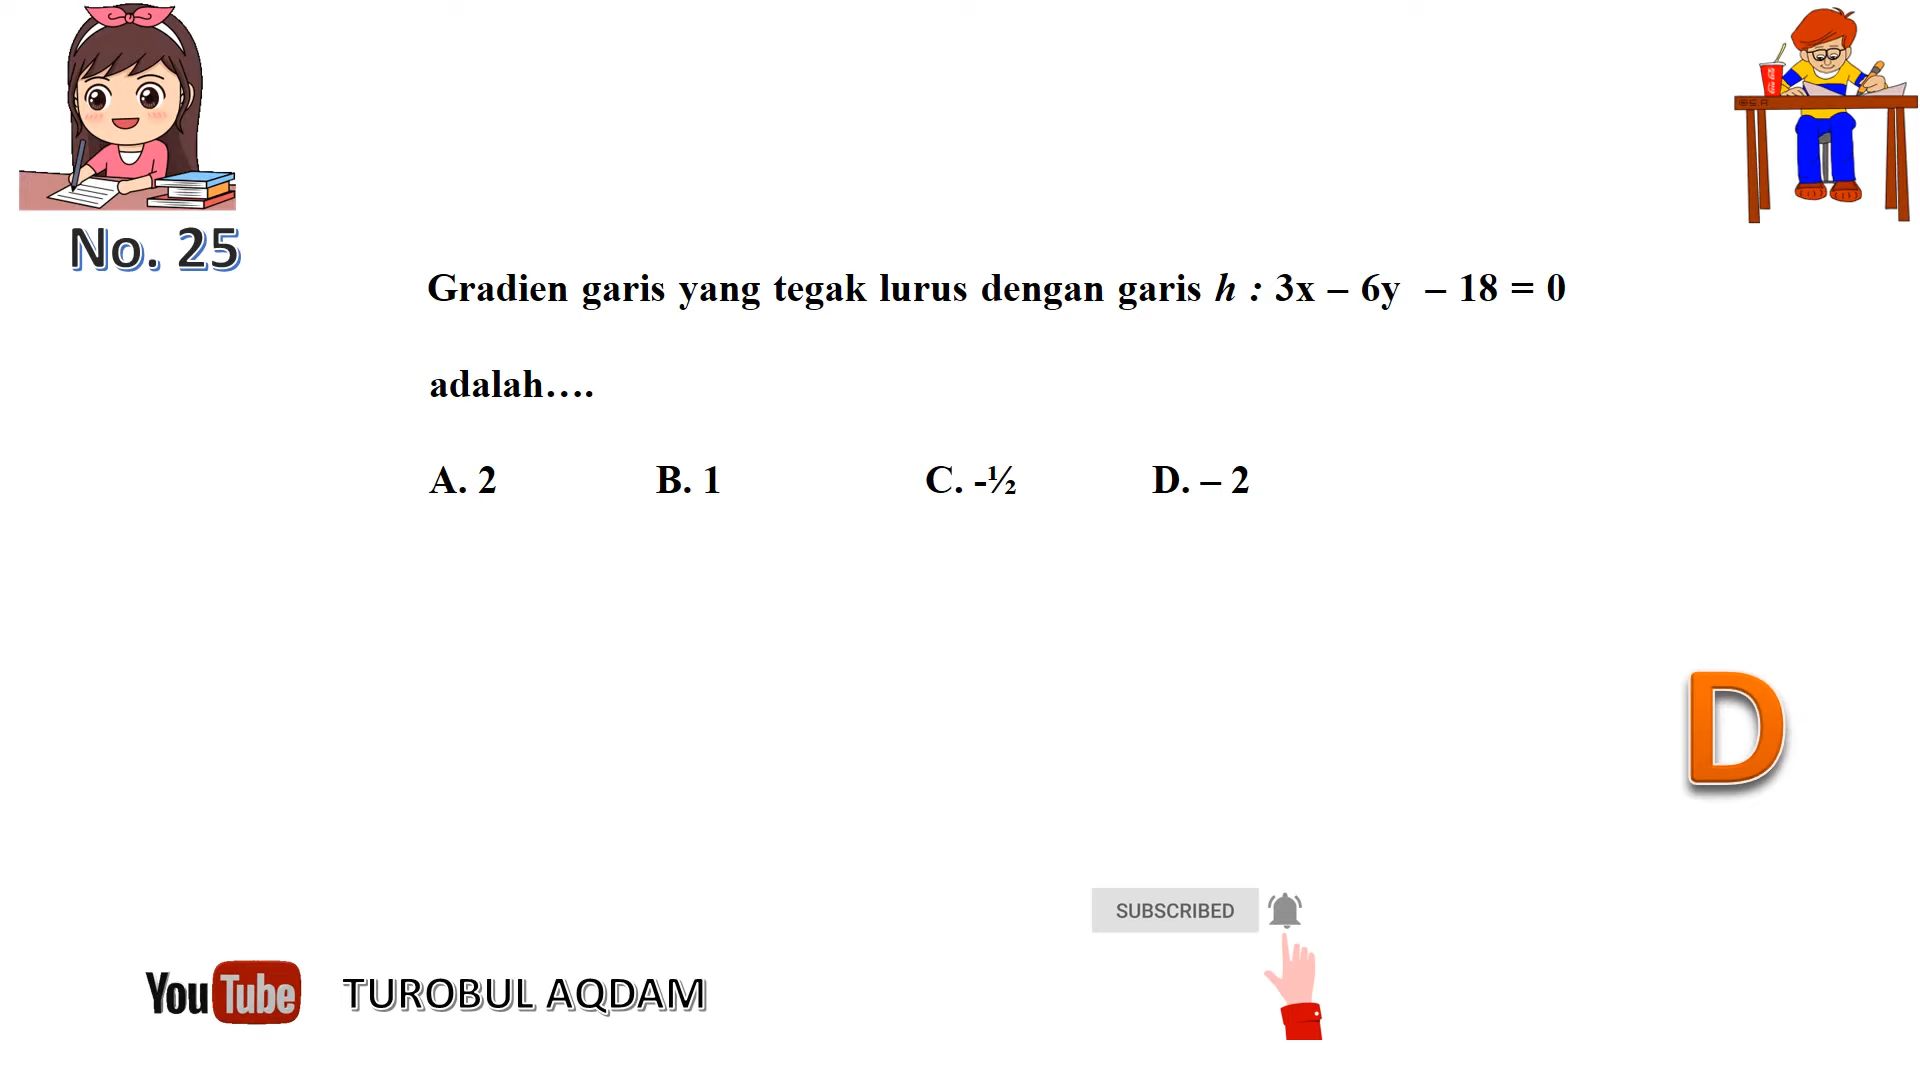 No. 25
Gradien garis yang tegak lurus dengan garis h : 3x – 6y – 18 = 0
adalah….
A. 2 B. 1 C. -½ D. – 2
D
SUBSCRIBED
YouTube TUROBUL AQDAM